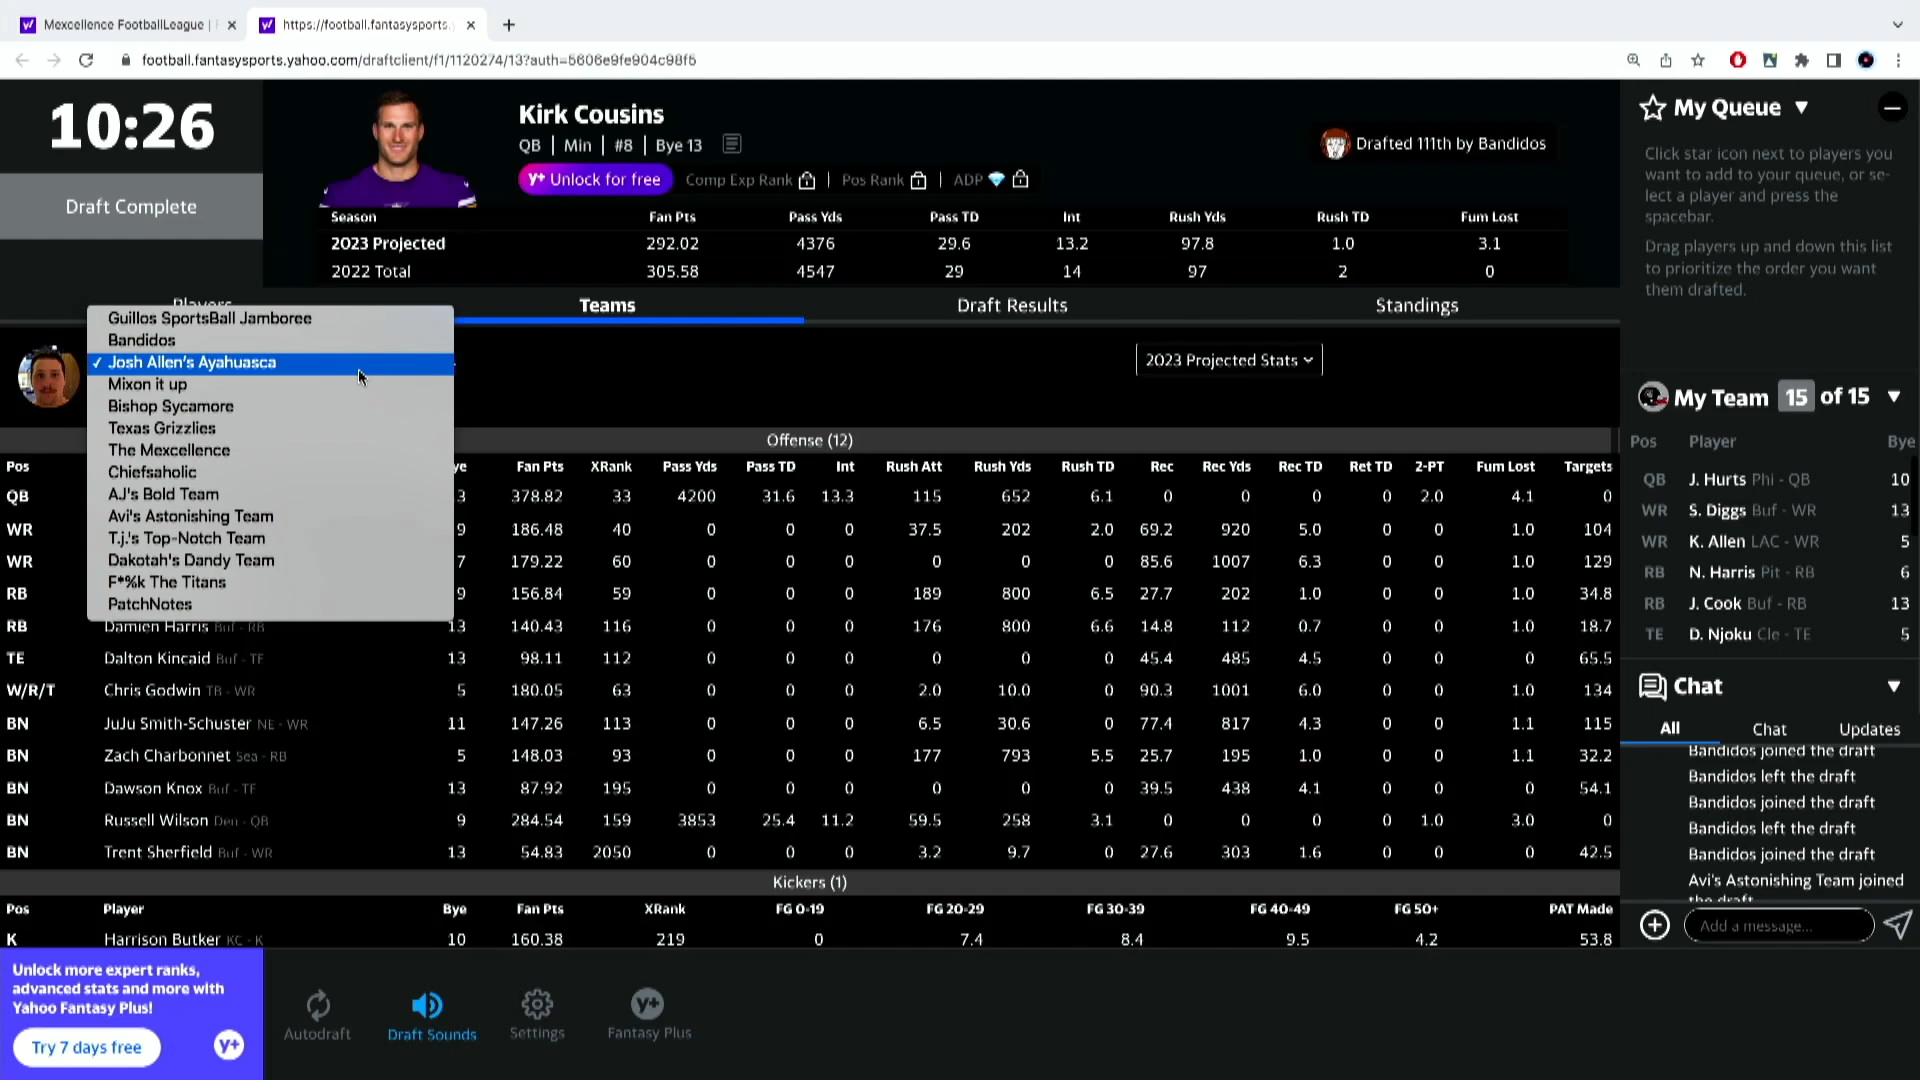 Mexcellence FootballLeague |
https://football.fantasysports.
football.fantasysports.yahoo.com/draftclient/f1/1120274/13?auth=5606e9fe904c98f5
10:26
Draft Complete
Kirk Cousins
QB | Min | #8 | Bye 13
Drafted 111th by Bandidos
y+ Unlock for free Comp Exp Rank | Pos Rank | ADP
Season Fan Pts Pass Yds Pass TD Int Rush Yds Rush TD Fum Lost
2023 Projected 292.02 4376 29.6 13.2 97.8 1.0 3.1
2022 Total 305.58 4547 29 14 97 2 0
Players Teams Draft Results Standings
Guillos SportsBall Jamboree
Bandidos
✓ Josh Allen's Ayahuasca
Mixon it up
Bishop Sycamore
Texas Grizzlies
The Mexcellence
Chiefsaholic
AJ's Bold Team
Avi's Astonishing Team
T.j.'s Top-Notch Team
Dakotah's Dandy Team
F*%k The Titans
PatchNotes
2023 Projected Stats
Offense (12)
Pos ye Fan Pts XRank Pass Yds Pass TD Int Rush Att Rush Yds Rush TD Rec Rec Yds Rec TD Ret TD 2-PT Fum Lost Targets
QB 3 378.82 33 4200 31.6 13.3 115 652 6.1 0 0 0 0 2.0 4.1 0
WR 9 186.48 40 0 0 0 37.5 202 2.0 69.2 920 5.0 0 0 1.0 104
WR 7 179.22 60 0 0 0 0 0 0 85.6 1007 6.3 0 0 1.0 129
RB 9 156.84 59 0 0 0 189 800 6.5 27.7 202 1.0 0 0 1.0 34.8
RB Damien Harris Buf - RB 13 140.43 116 0 0 0 176 800 6.6 14.8 112 0.7 0 0 1.0 18.7
TE Dalton Kincaid Buf - TE 13 98.11 112 0 0 0 0 0 0 45.4 485 4.5 0 0 0 65.5
W/R/T Chris Godwin TB - WR 5 180.05 63 0 0 0 2.0 10.0 0 90.3 1001 6.0 0 0 1.0 134
BN JuJu Smith-Schuster NE - WR 11 147.26 113 0 0 0 6.5 30.6 0 77.4 817 4.3 0 0 1.1 115
BN Zach Charbonnet Sea - RB 5 148.03 93 0 0 0 177 793 5.5 25.7 195 1.0 0 0 1.1 32.2
BN Dawson Knox Buf - TE 13 87.92 195 0 0 0 0 0 0 39.5 438 4.1 0 0 0 54.1
BN Russell Wilson Den - QB 9 284.54 159 3853 25.4 11.2 59.5 258 3.1 0 0 0 0 1.0 3.0 0
BN Trent Sherfield Buf - WR 13 54.83 2050 0 0 0 3.2 9.7 0 27.6 303 1.6 0 0 0 42.5
Kickers (1)
Pos Player Bye Fan Pts XRank FG 0-19 FG 20-29 FG 30-39 FG 40-49 FG 50+ PAT Made
K Harrison Butker KC - K 10 160.38 219 0 7.4 8.4 9.5 4.2 53.8
My Queue
Click star icon next to players you
want to add to your queue, or se-
lect a player and press the
spacebar.
Drag players up and down this list
to prioritize the order you want
them drafted.
My Team 15 of 15
Pos Player Bye
QB J. Hurts Phi - QB 10
WR S. Diggs Buf - WR 13
WR K. Allen LAC - WR 5
RB N. Harris Pit - RB 6
RB J. Cook Buf - RB 13
TE D. Njoku Cle - TE 5
Chat
All Chat Updates
Bandidos joined the draft
Bandidos left the draft
Bandidos joined the draft
Bandidos left the draft
Bandidos joined the draft
Avi's Astonishing Team joined
the draft
Add a message...
Unlock more expert ranks,
advanced stats and more with
Yahoo Fantasy Plus!
Try 7 days free
y+
Autodraft
Draft Sounds
Settings
y+
Fantasy Plus